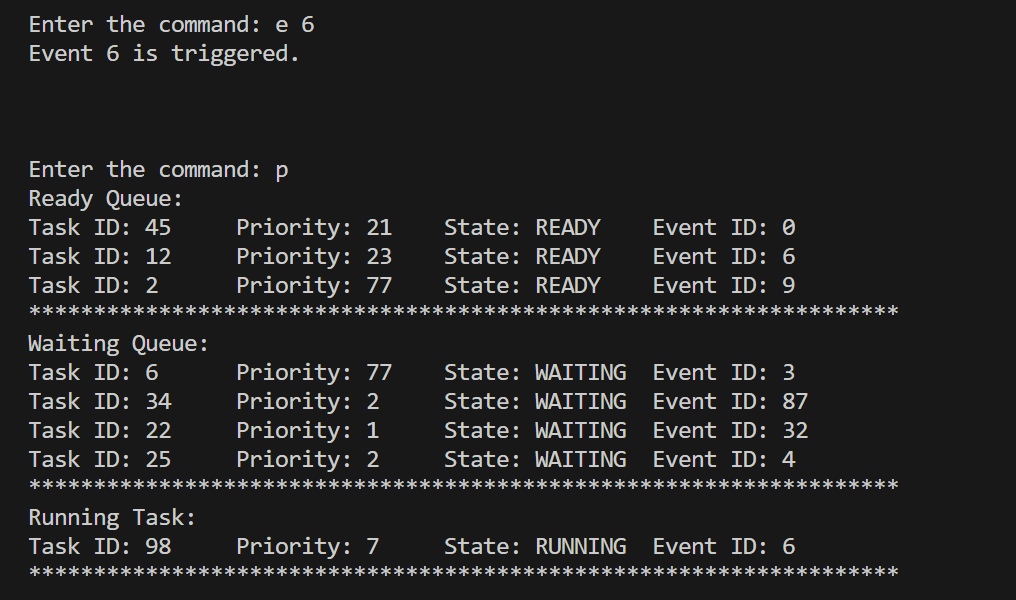 Enter the command: e 6
Event 6 is triggered.
Enter the command: p
Ready Queue:
Task ID: 45     Priority: 21    State: READY    Event ID: 0
Task ID: 12     Priority: 23    State: READY    Event ID: 6
Task ID: 2      Priority: 77    State: READY    Event ID: 9
*******************************************************************
Waiting Queue:
Task ID: 6      Priority: 77    State: WAITING  Event ID: 3
Task ID: 34     Priority: 2     State: WAITING  Event ID: 87
Task ID: 22     Priority: 1     State: WAITING  Event ID: 32
Task ID: 25     Priority: 2     State: WAITING  Event ID: 4
*******************************************************************
Running Task:
Task ID: 98     Priority: 7     State: RUNNING  Event ID: 6
*******************************************************************